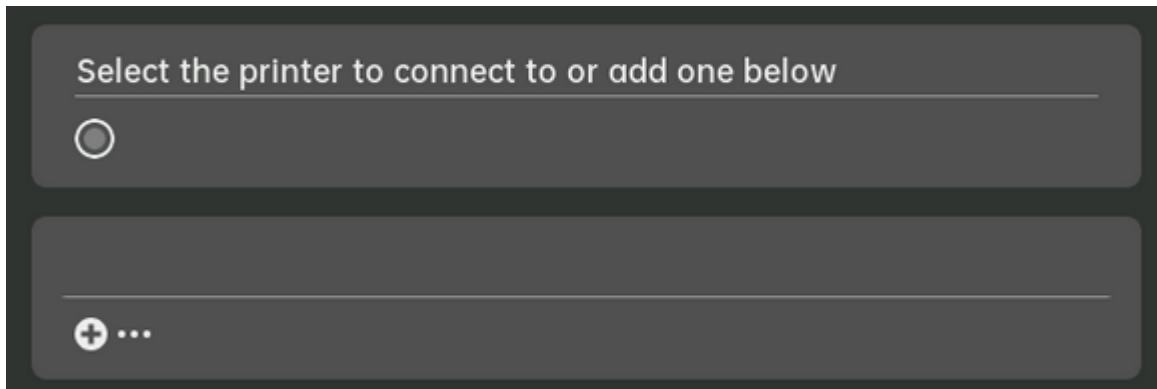 Select the printer to connect to or add one below
...